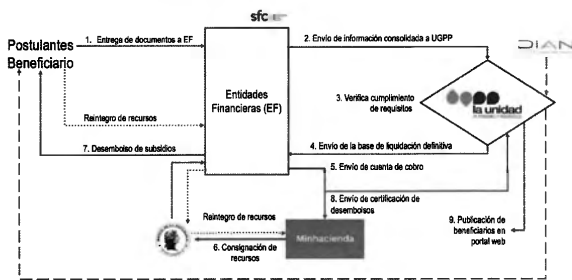 sfc
DIAN
Postulantes
Beneficiario
1. Entrega de documentos a EF
2. Envío de información consolidada a UGPP
Entidades
Financieras (EF)
3. Verifica cumplimiento
de requisitos
la unidad
Reintegro de recursos
7. Desembolso de subsidios
4. Envío de la base de liquidación definitiva
5. Envío de cuenta de cobro
8. Envío de certificación de
desembolsos
Reintegro de recursos
6. Consignación de
recursos
Minhacienda
9. Publicación de
beneficiarios en
portal web